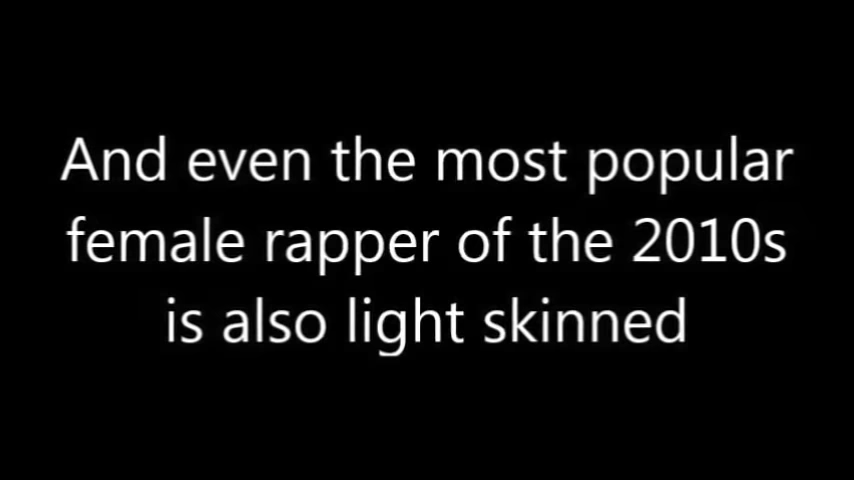 And even the most popular
female rapper of the 2010s
is also light skinned